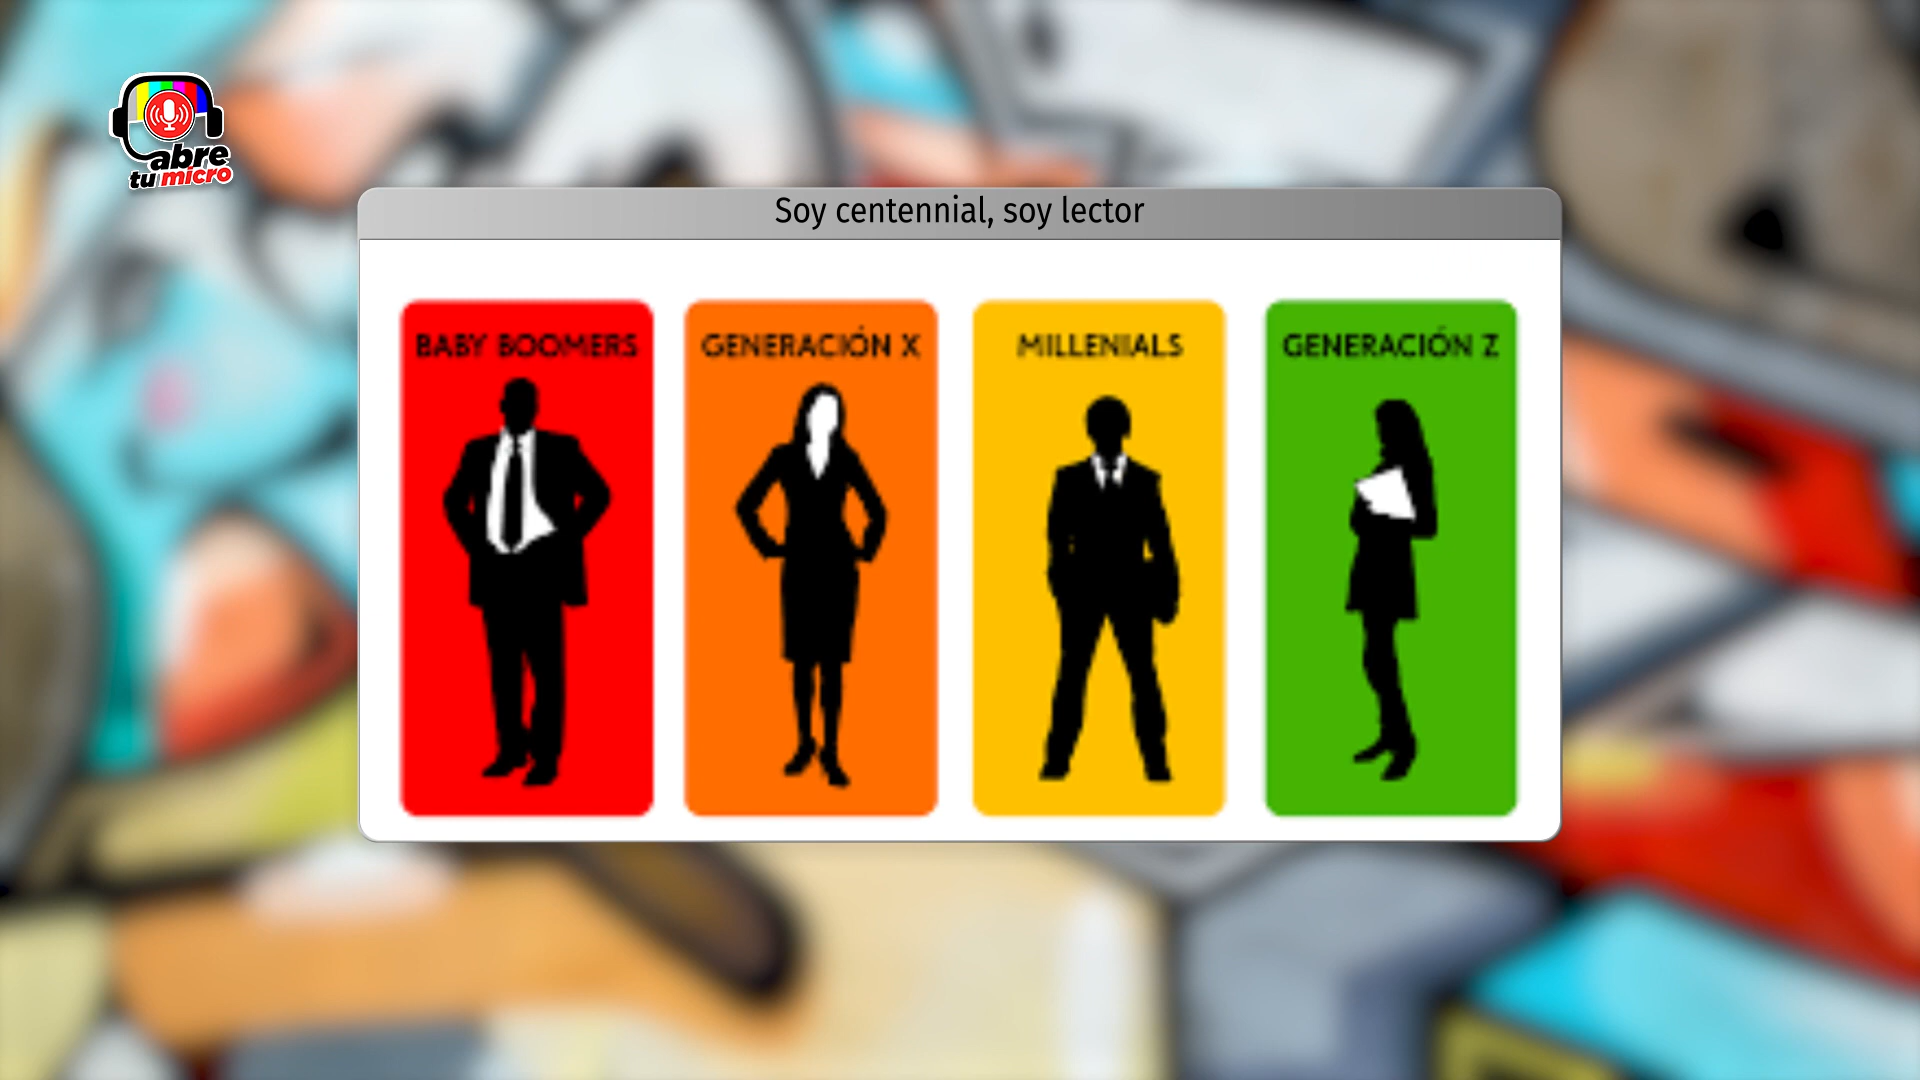 abre
tu micro
Soy centennial, soy lector
BABY BOOMERS
GENERACIÓN X
MILLENIALS
GENERACIÓN Z